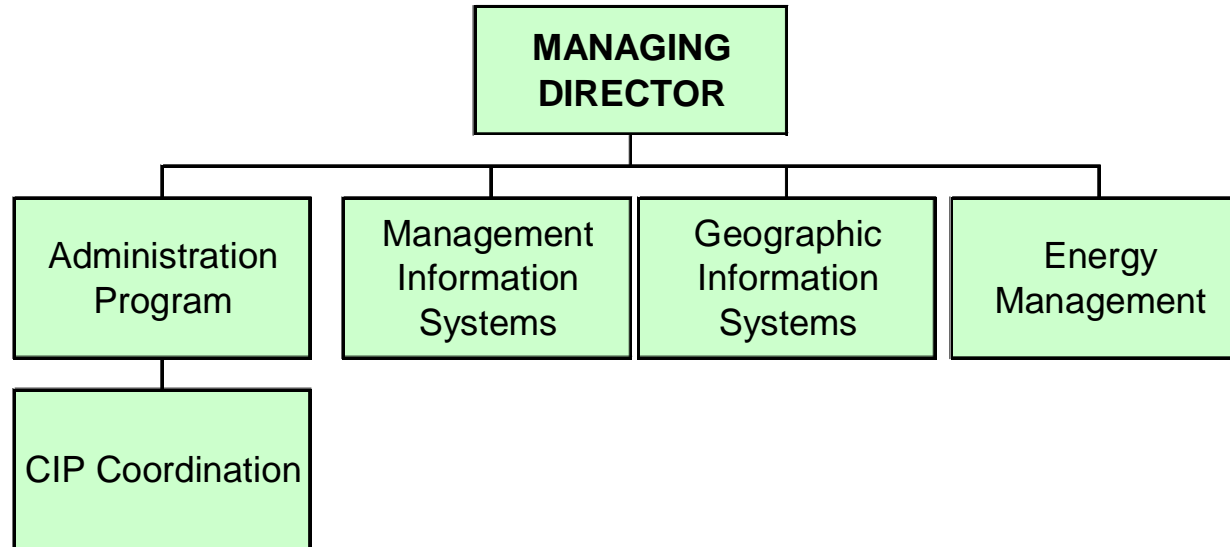 MANAGING
DIRECTOR
Administration
Program
Management
Information
Systems
Geographic
Information
Systems
Energy
Management
CIP Coordination